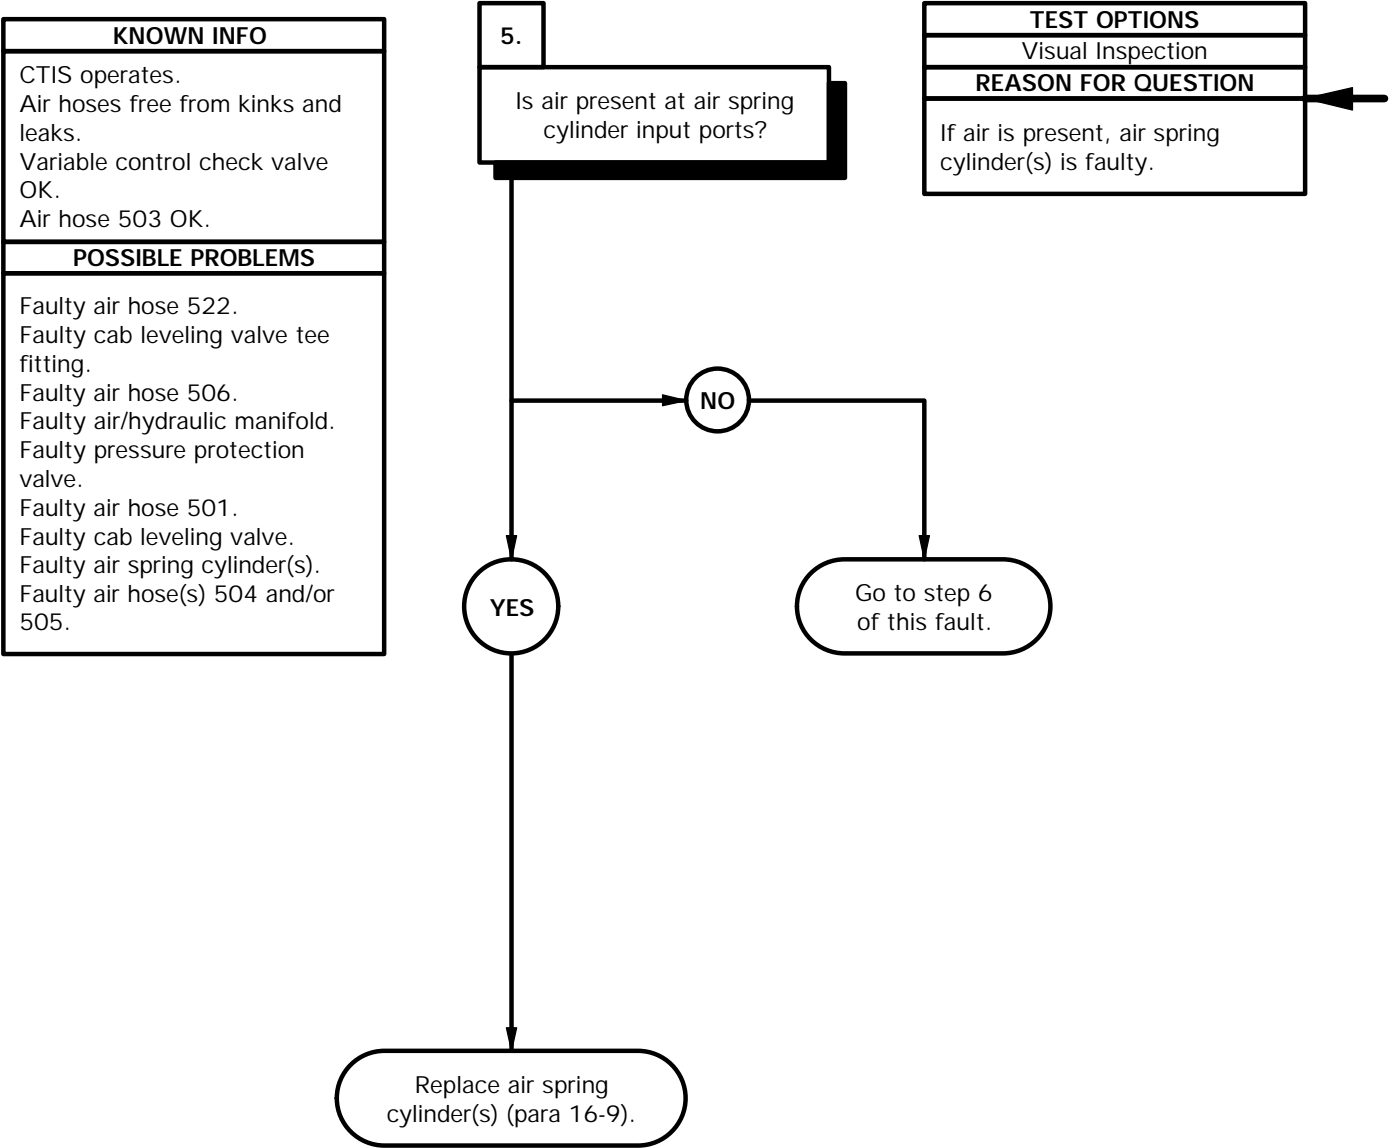 KNOWN INFO
CTIS operates.
Air hoses free from kinks and
leaks.
Variable control check valve
OK.
Air hose 503 OK.
POSSIBLE PROBLEMS
Faulty air hose 522.
Faulty cab leveling valve tee
fitting.
Faulty air hose 506.
Faulty air/hydraulic manifold.
Faulty pressure protection
valve.
Faulty air hose 501.
Faulty cab leveling valve.
Faulty air spring cylinder(s).
Faulty air hose(s) 504 and/or
505.
5.
Is air present at air spring
cylinder input ports?
TEST OPTIONS
Visual Inspection
REASON FOR QUESTION
If air is present, air spring
cylinder(s) is faulty.
NO
YES
Go to step 6
of this fault.
Replace air spring
cylinder(s) (para 16-9).